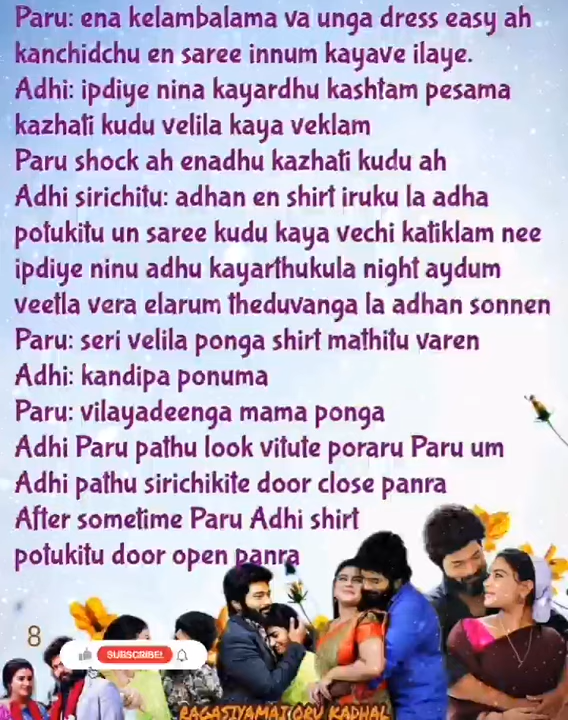 Paru: ena kelambalama va unga dress easy ah
kanchidchu en saree innum kayave ilaye.
Adhi: ipdiye nina kayardhu kashtam pesama
kazhati kudu velila kaya veklam
Paru shock ah enadhu kazhati kudu ah
Adhi sirichitu: adhan en shirt iruku la adha
potukitu un saree kudu kaya vechi katiklam nee
ipdiye ninu adhu kayarthukula night aydum
veetla vera elarum theduvanga la adhan sonnen
Paru: seri velila ponga shirt mathitu varen
Adhi: kandipa ponuma
Paru: vilayadeenga mama ponga
Adhi Paru pathu look vitute poraru Paru um
Adhi pathu sirichikite door close panra
After sometime Paru Adhi shirt
potukitu door open panra
8
SUBSCRIBE!
RAGASIYAMAI ORU KADHAL